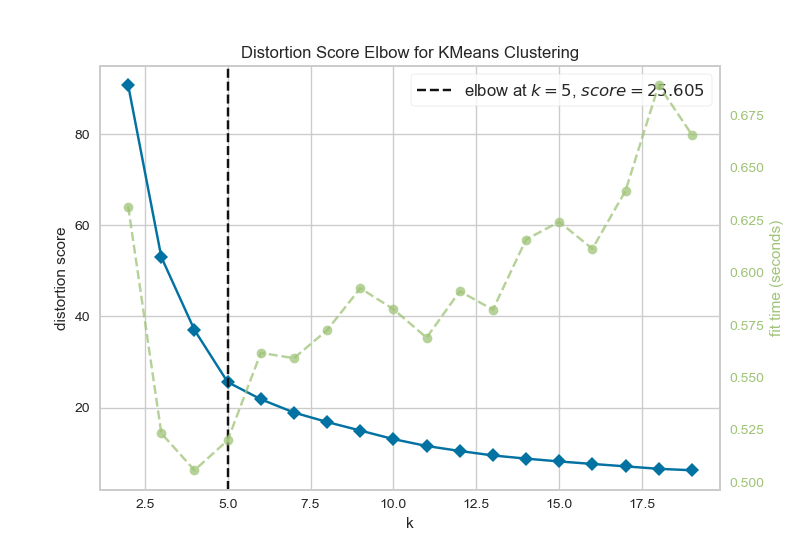 Distortion Score Elbow for KMeans Clustering
elbow at k = 5, score = 25.605
distortion score
80
60
40
20
2.5 5.0 7.5 10.0 12.5 15.0 17.5
k
0.675
0.650
0.625
0.600
0.575
0.550
0.525
0.500
fit time (seconds)